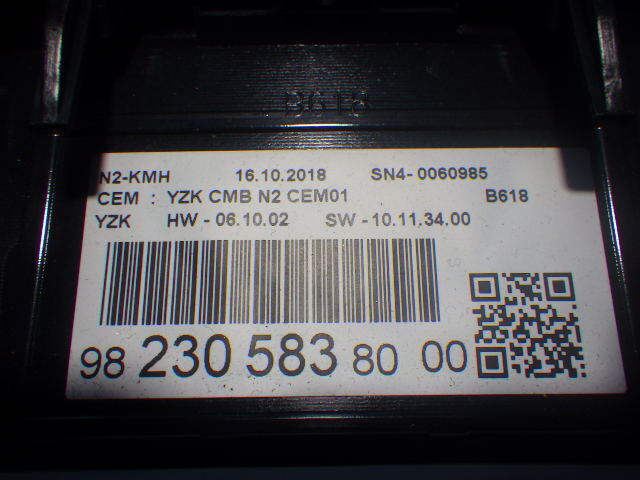 B618
N2-KMH 16.10.2018 SN4- 0060985
CEM : YZK CMB N2 CEM01 B618
YZK HW - 06.10.02 SW - 10.11.34.00
98 230 583 80 00